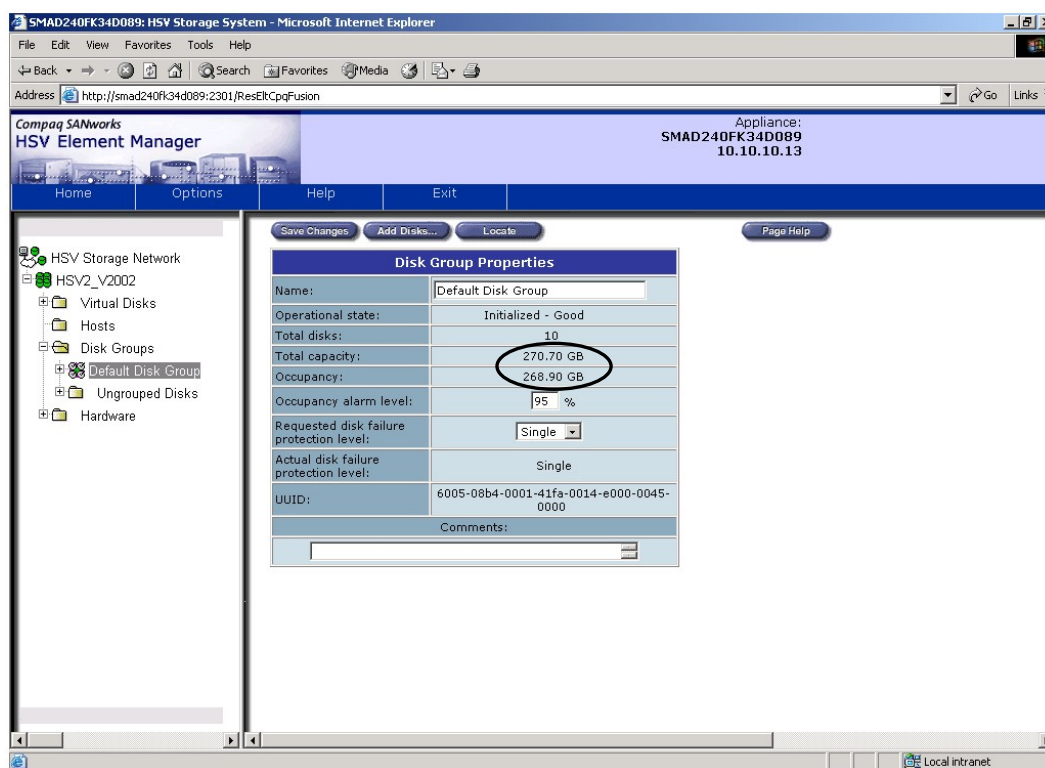 SMAD240FK34D089: HSV Storage System - Microsoft Internet Explorer
File Edit View Favorites Tools Help
Back Search Favorites Media
Address http://smad240fk34d089:2301/ResEltCpqFusion Go Links
Compaq SANworks
HSV Element Manager
Appliance:
SMAD240FK34D089
10.10.10.13
Home Options Help Exit
Save Changes Add Disks... Locate Page Help
HSV Storage Network
HSV2_V2002
Virtual Disks
Hosts
Disk Groups
Default Disk Group
Ungrouped Disks
Hardware
Disk Group Properties
Name: Default Disk Group
Operational state: Initialized - Good
Total disks: 10
Total capacity: 270.70 GB
Occupancy: 268.90 GB
Occupancy alarm level: 95 %
Requested disk failure
protection level: Single
Actual disk failure
protection level: Single
UUID: 6005-08b4-0001-41fa-0014-e000-0045-
0000
Comments:
Local intranet